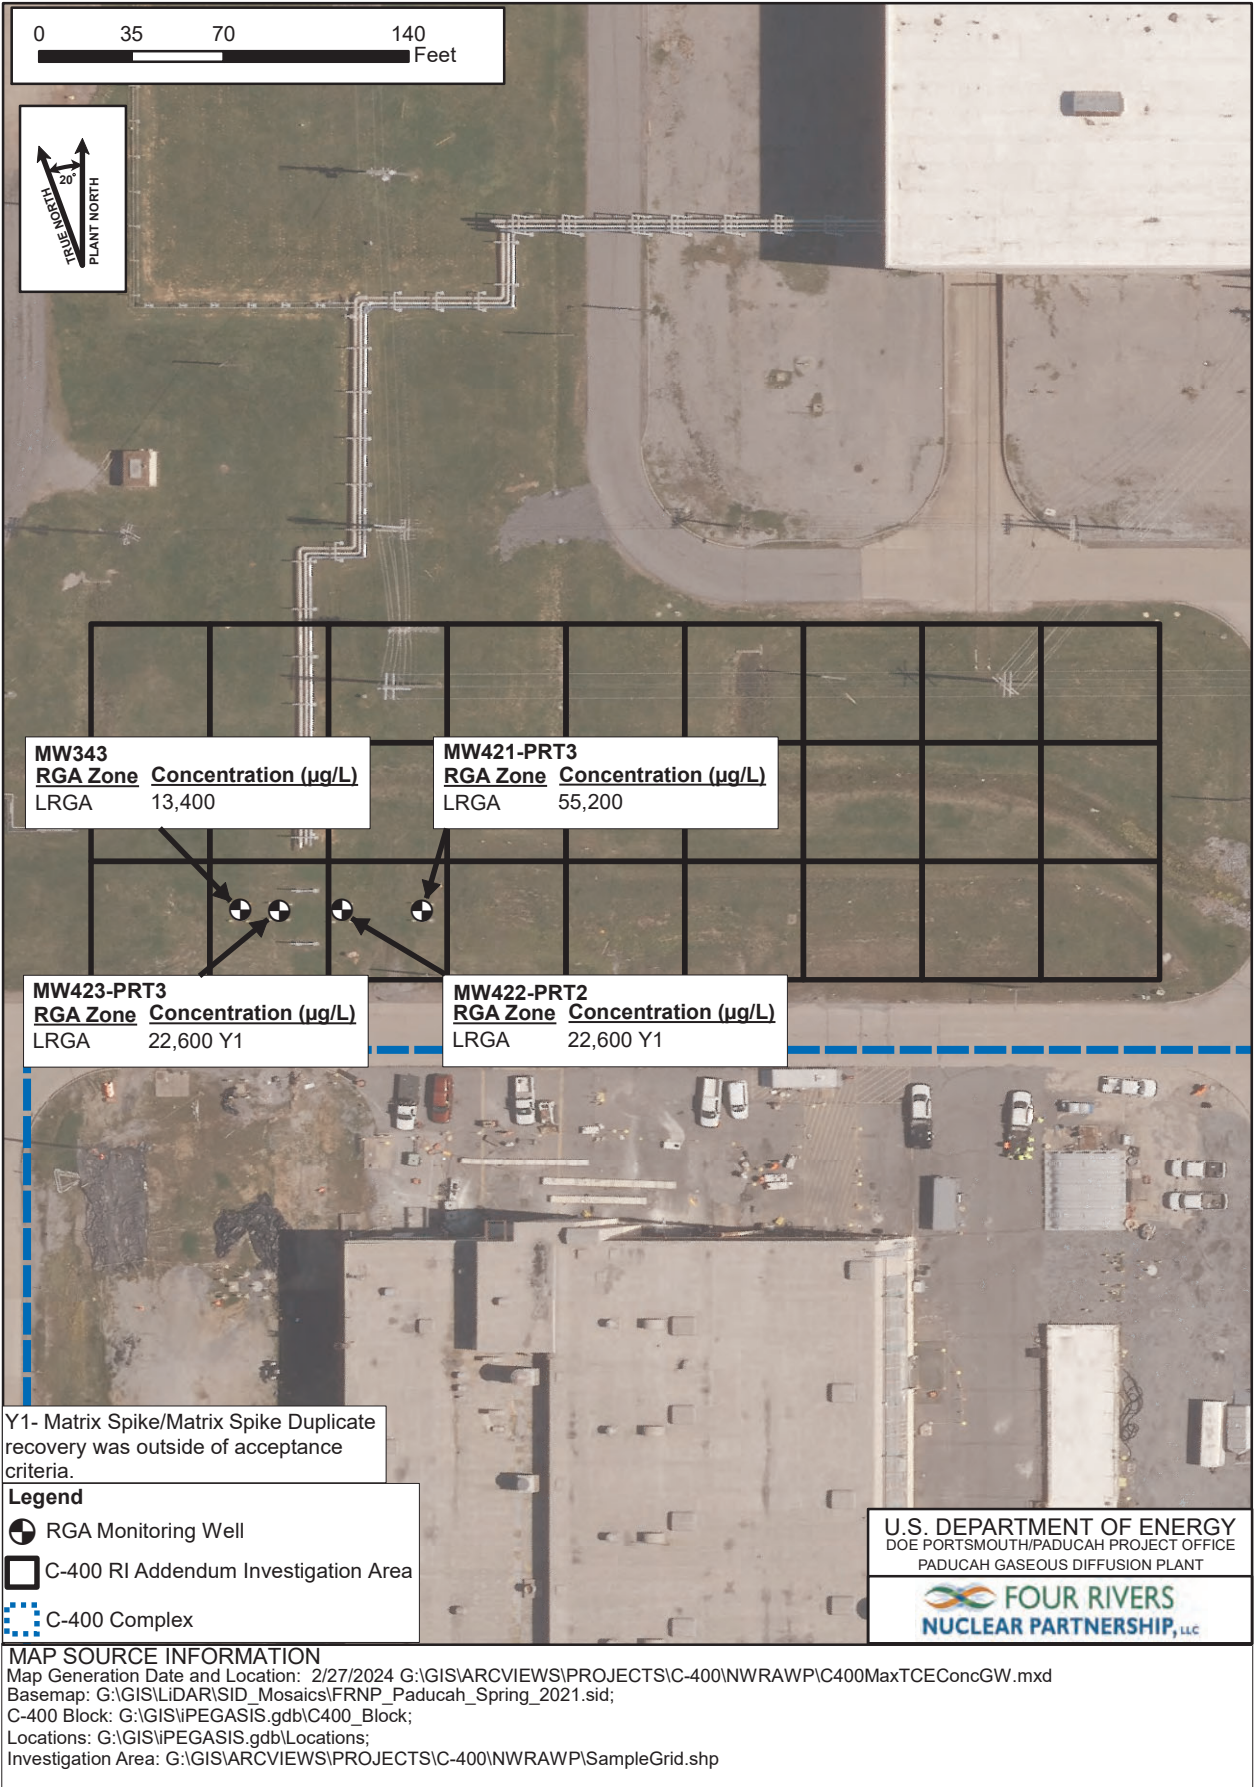 0 35 70 140
Feet
20°
TRUE NORTH
PLANT NORTH
MW343
RGA Zone Concentration (µg/L)
LRGA 13,400
MW421-PRT3
RGA Zone Concentration (µg/L)
LRGA 55,200
MW423-PRT3
RGA Zone Concentration (µg/L)
LRGA 22,600 Y1
MW422-PRT2
RGA Zone Concentration (µg/L)
LRGA 22,600 Y1
Y1- Matrix Spike/Matrix Spike Duplicate
recovery was outside of acceptance
criteria.
Legend
RGA Monitoring Well
C-400 RI Addendum Investigation Area
C-400 Complex
U.S. DEPARTMENT OF ENERGY
DOE PORTSMOUTH/PADUCAH PROJECT OFFICE
PADUCAH GASEOUS DIFFUSION PLANT
FOUR RIVERS
NUCLEAR PARTNERSHIP, LLC
MAP SOURCE INFORMATION
Map Generation Date and Location: 2/27/2024 G:\GIS\ARCVIEWS\PROJECTS\C-400\NWRAWP\C400MaxTCEConcGW.mxd
Basemap: G:\GIS\LiDAR\SID_Mosaics\FRNP_Paducah_Spring_2021.sid;
C-400 Block: G:\GIS\iPEGASIS.gdb\C400_Block;
Locations: G:\GIS\iPEGASIS.gdb\Locations;
Investigation Area: G:\GIS\ARCVIEWS\PROJECTS\C-400\NWRAWP\SampleGrid.shp